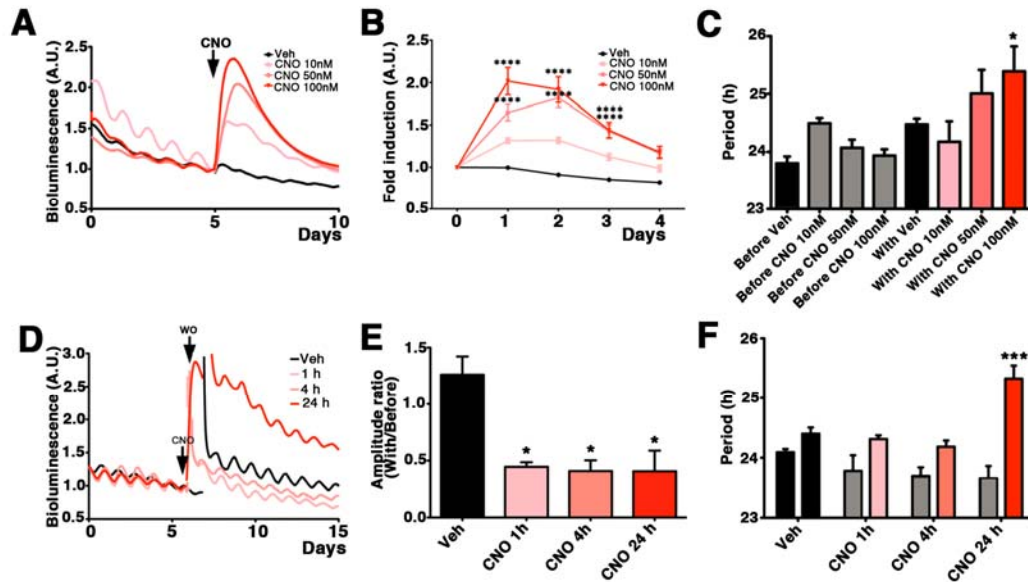 A
Bioluminescence (A.U.)
2.5
2.0
1.5
1.0
0.5
0
5
10
Days
CNO
Veh
CNO 10nM
CNO 50nM
CNO 100nM
B
Fold induction (A.U.)
2.5
2.0
1.5
1.0
0.5
0
1
2
3
4
Days
Veh
CNO 10nM
CNO 50nM
CNO 100nM
****
****
****
****
****
****
C
Period (h)
26
25
24
23
*
Before Veh
Before CNO 10nM
Before CNO 50nM
Before CNO 100nM
With Veh
With CNO 10nM
With CNO 50nM
With CNO 100nM
D
Bioluminescence (A.U.)
3.0
2.5
2.0
1.5
1.0
0.5
0
5
10
15
Days
WO
CNO
Veh
1 h
4 h
24 h
E
Amplitude ratio
(With/Before)
1.5
1.0
0.5
0.0
*
*
*
Veh
CNO 1h
CNO 4h
CNO 24 h
F
Period (h)
26
25
24
23
***
Veh
CNO 1h
CNO 4h
CNO 24 h